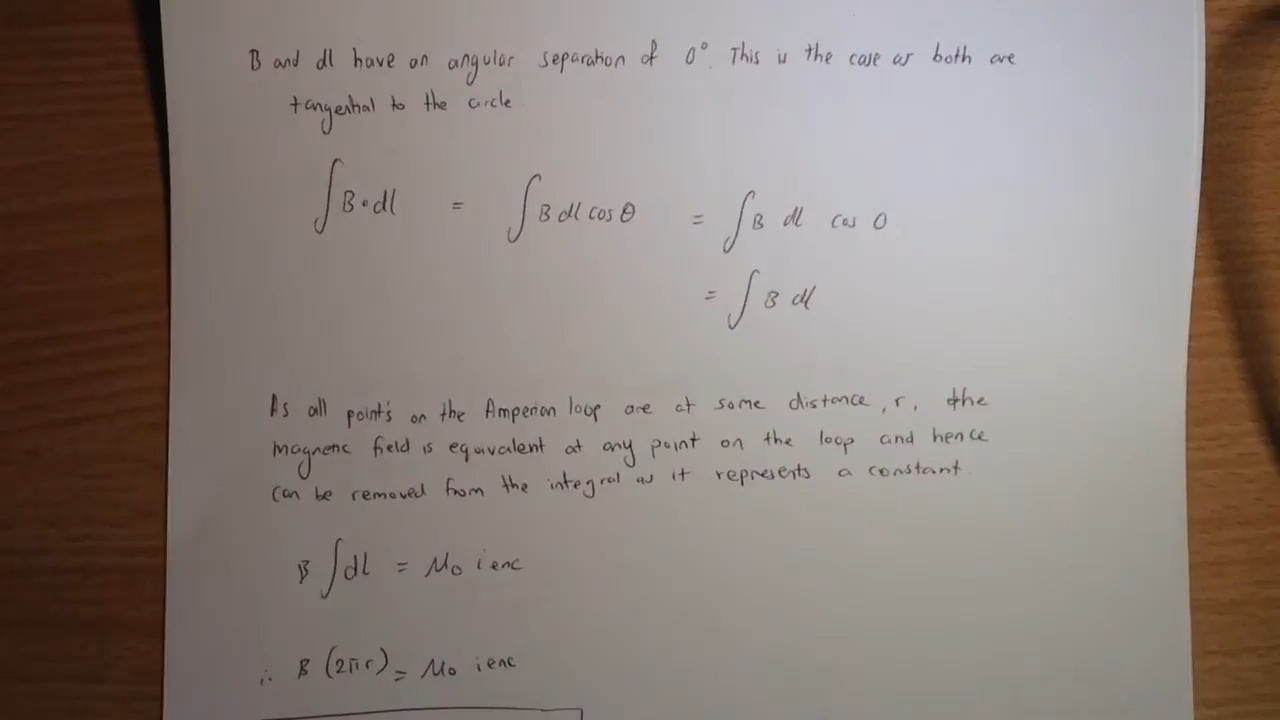 B and dl have an angular separation of 0°. This is the case as both are
tangential to the circle
∫B•dl = ∫B dl cos θ = ∫B dl cos 0
= ∫B dl
As all points on the Amperian loop are at some distance, r, the
magnetic field is equivalent at any point on the loop and hence
can be removed from the integral as it represents a constant.
B ∫dl = μ0 ienc
∴ B (2πr) = μ0 ienc